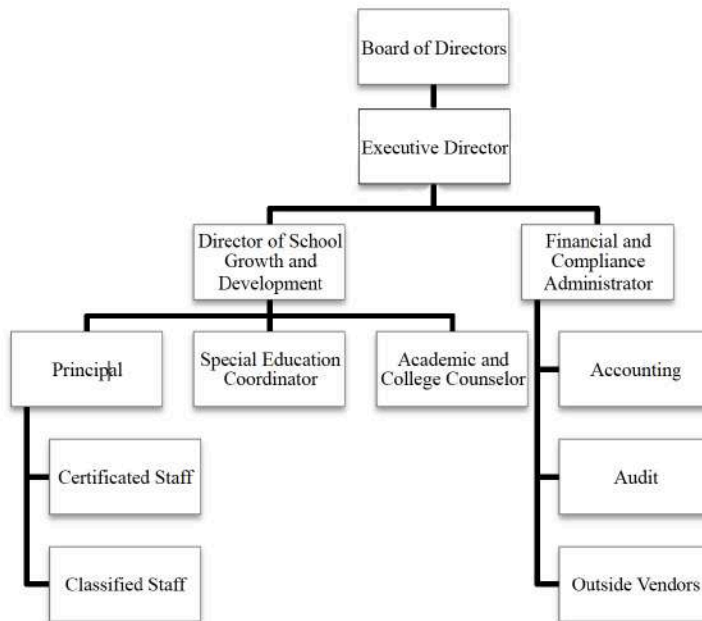 Board of Directors
Executive Director
Director of School
Growth and
Development
Financial and
Compliance
Administrator
Principal
Special Education
Coordinator
Academic and
College Counselor
Accounting
Certificated Staff
Audit
Classified Staff
Outside Vendors